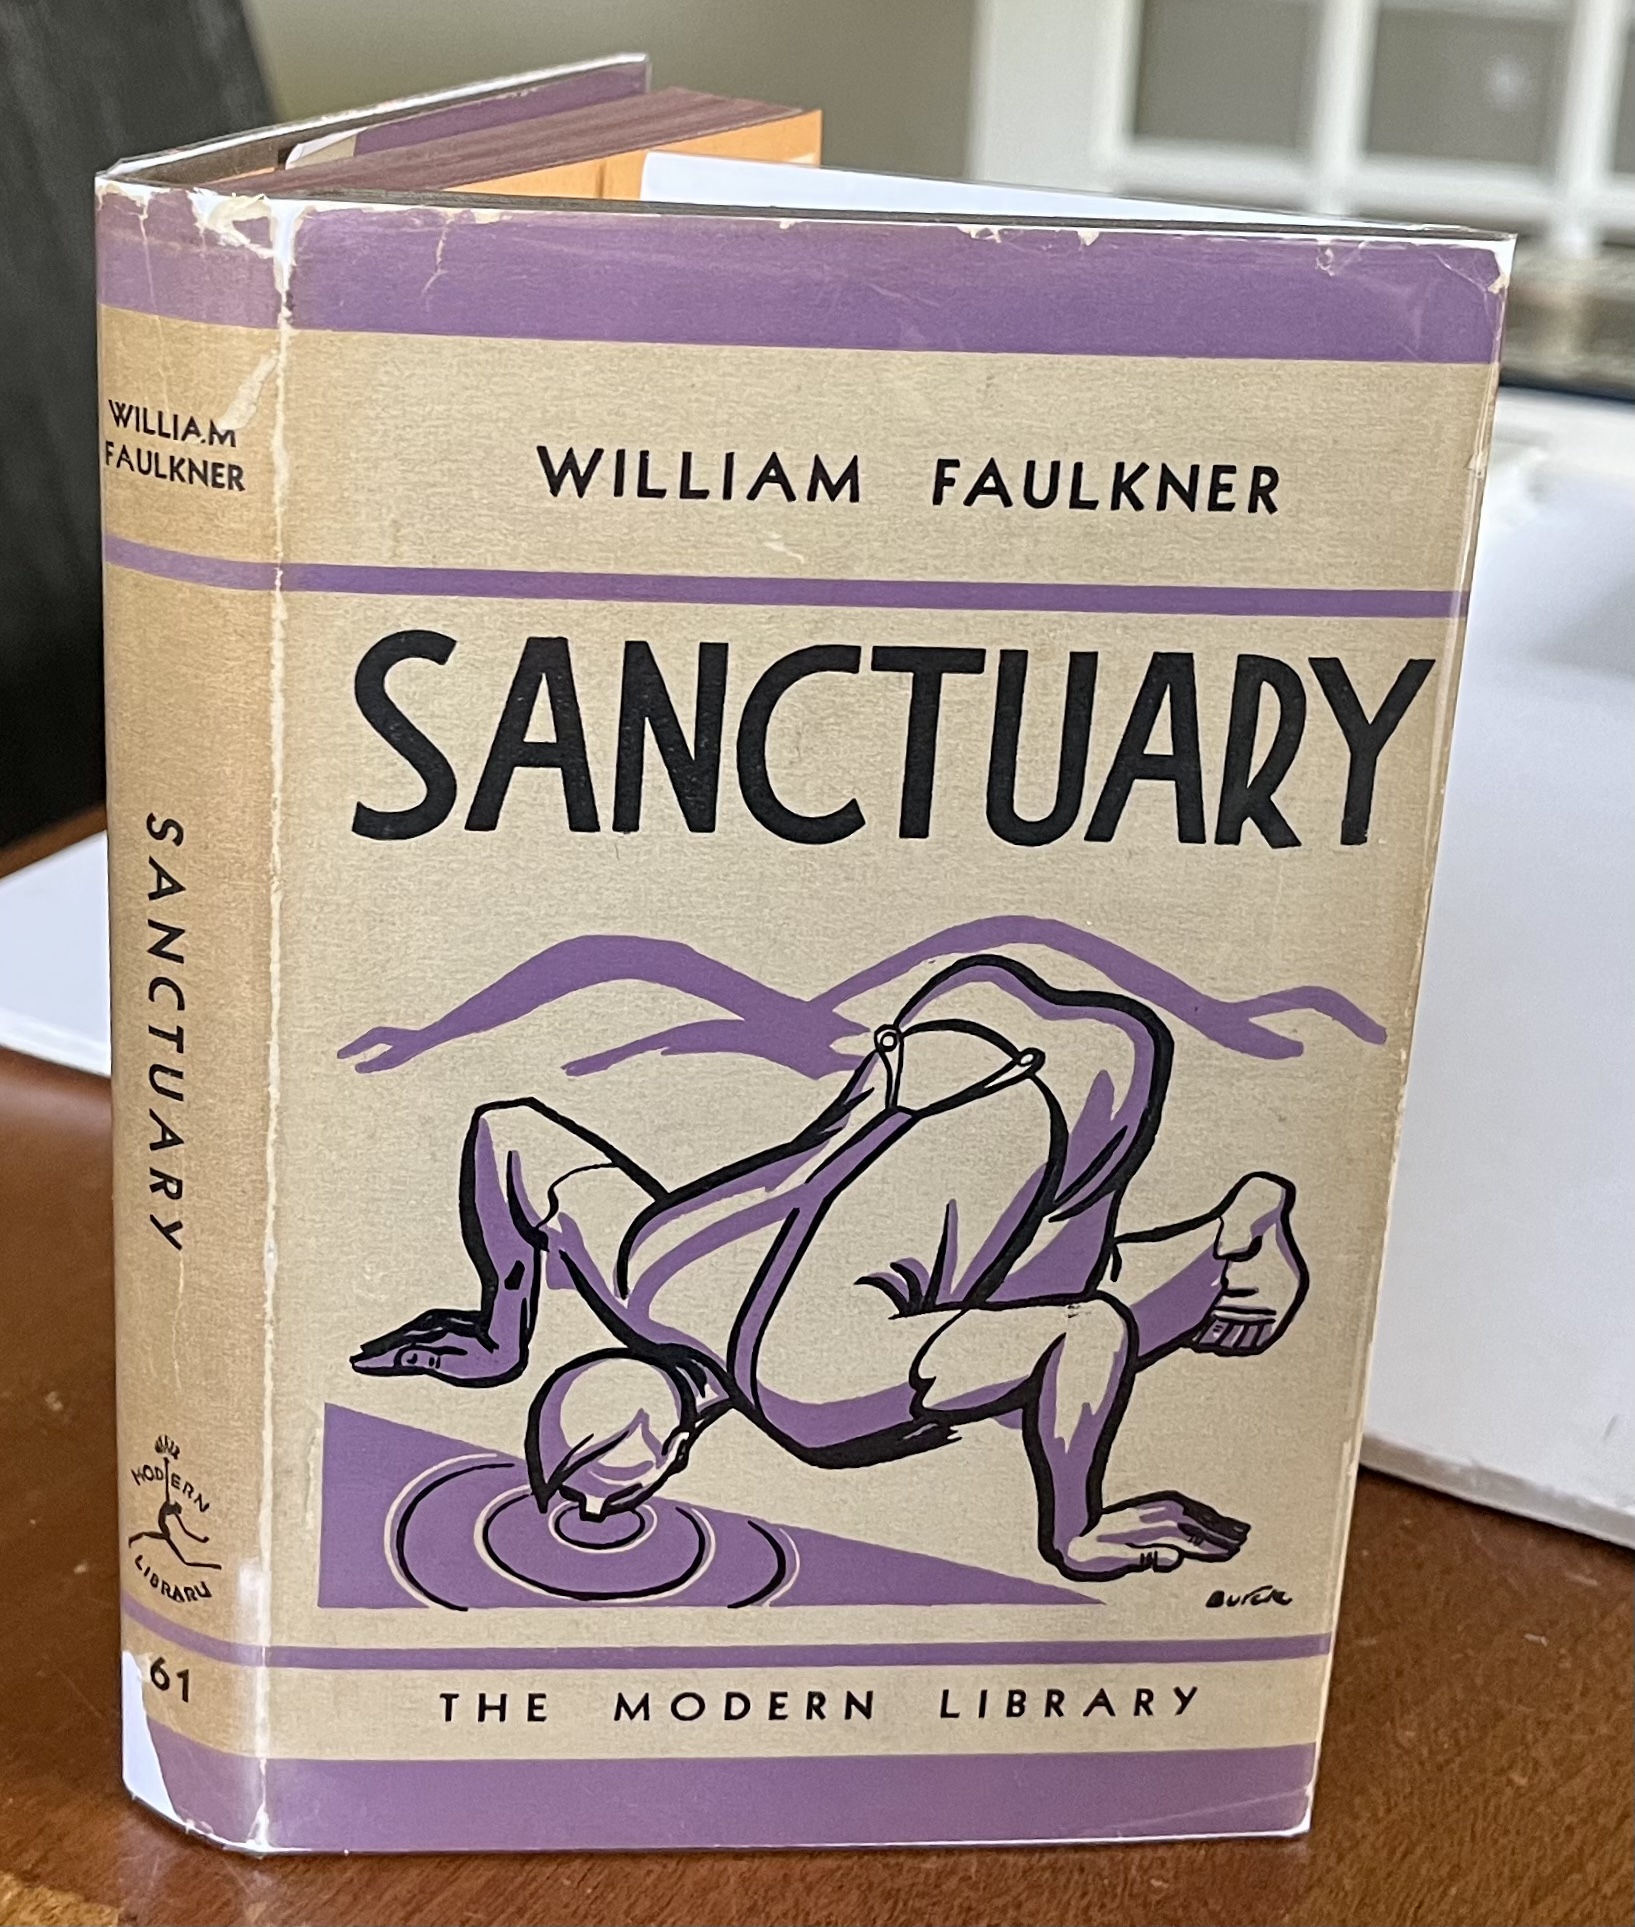 WILLIAM
FAULKNER
SANCTUARY
MODERN
LIBRARY
61
WILLIAM FAULKNER
SANCTUARY
Burck
THE MODERN LIBRARY